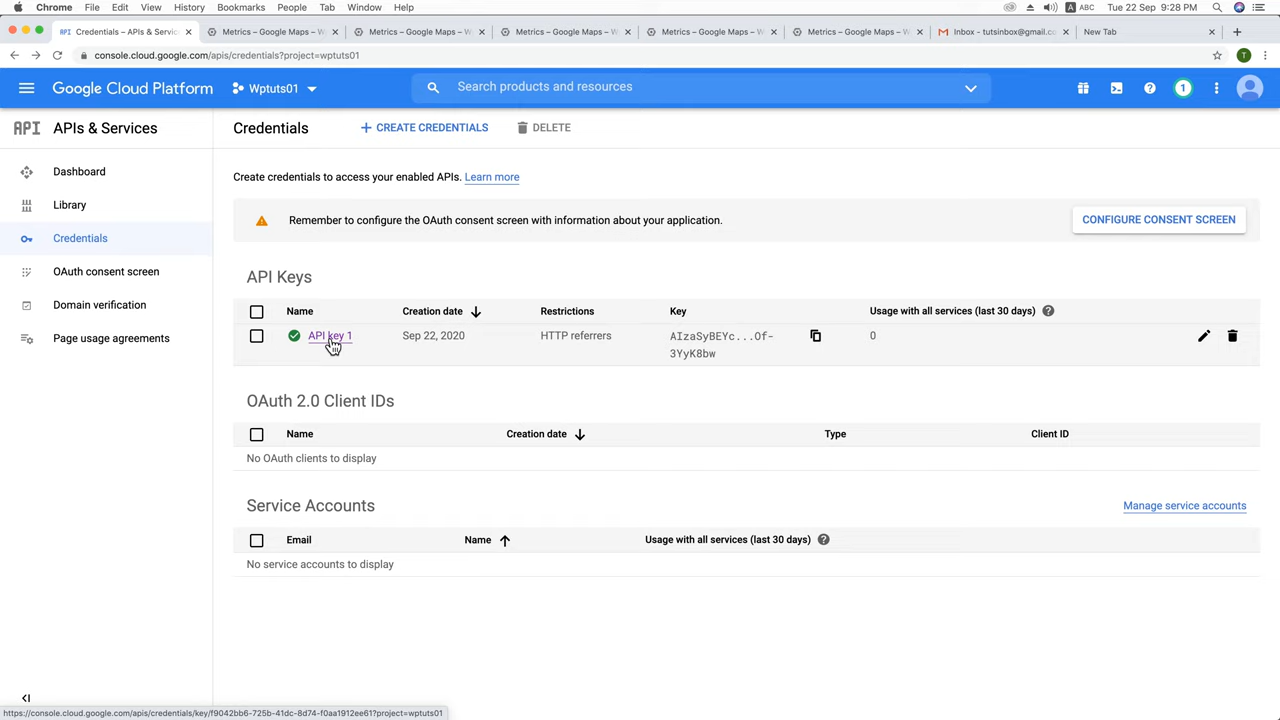 Chrome File Edit View History Bookmarks People Tab Window Help ABC Tue 22 Sep 9:28 PM
API Credentials – APIs & Servic Metrics – Google Maps – W Metrics – Google Maps – W Metrics – Google Maps – W Metrics – Google Maps – W Metrics – Google Maps – W Inbox - tutsinbox@gmail.co New Tab
console.cloud.google.com/apis/credentials?project=wptuts01 T
Google Cloud Platform Wptuts01 Search products and resources 1
API APIs & Services
Dashboard
Library
Credentials
OAuth consent screen
Domain verification
Page usage agreements
Credentials CREATE CREDENTIALS DELETE
Create credentials to access your enabled APIs. Learn more
Remember to configure the OAuth consent screen with information about your application. CONFIGURE CONSENT SCREEN
API Keys
Name Creation date Restrictions Key Usage with all services (last 30 days)
API key 1 Sep 22, 2020 HTTP referrers AIzaSyBEYc...Of- 0
3YyK8bw
OAuth 2.0 Client IDs
Name Creation date Type Client ID
No OAuth clients to display
Service Accounts Manage service accounts
Email Name Usage with all services (last 30 days)
No service accounts to display
https://console.cloud.google.com/apis/credentials/key/f9042bb6-725b-41dc-8d74-f0aa1912ee61?project=wptuts01